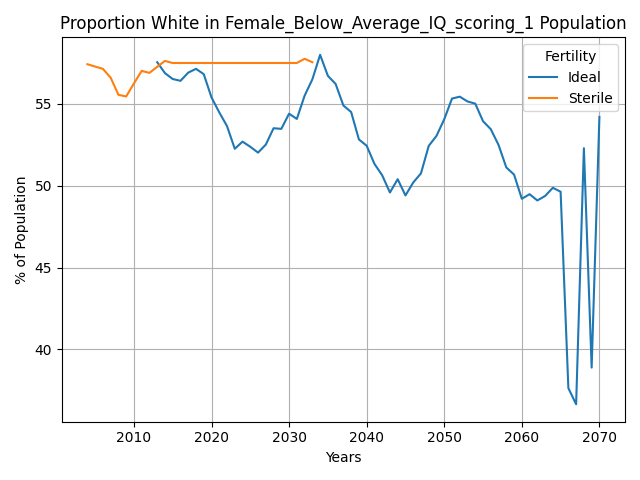 Proportion White in Female_Below_Average_IQ_scoring_1 Population
Fertility
Ideal
Sterile
% of Population
55
50
45
40
2010 2020 2030 2040 2050 2060 2070
Years